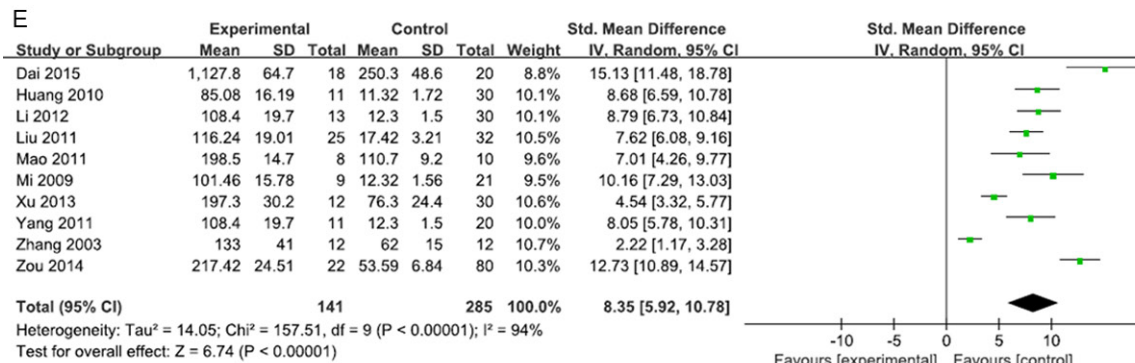 E
Experimental Control Std. Mean Difference Std. Mean Difference
Study or Subgroup Mean SD Total Mean SD Total Weight IV, Random, 95% CI IV, Random, 95% CI
Dai 2015 1,127.8 64.7 18 250.3 48.6 20 8.8% 15.13 [11.48, 18.78]
Huang 2010 85.08 16.19 11 11.32 1.72 30 10.1% 8.68 [6.59, 10.78]
Li 2012 108.4 19.7 13 12.3 1.5 30 10.1% 8.79 [6.73, 10.84]
Liu 2011 116.24 19.01 25 17.42 3.21 32 10.5% 7.62 [6.08, 9.16]
Mao 2011 198.5 14.7 8 110.7 9.2 10 9.6% 7.01 [4.26, 9.77]
Mi 2009 101.46 15.78 9 12.32 1.56 21 9.5% 10.16 [7.29, 13.03]
Xu 2013 197.3 30.2 12 76.3 24.4 30 10.6% 4.54 [3.32, 5.77]
Yang 2011 108.4 19.7 11 12.3 1.5 20 10.0% 8.05 [5.78, 10.31]
Zhang 2003 133 41 12 62 15 12 10.7% 2.22 [1.17, 3.28]
Zou 2014 217.42 24.51 22 53.59 6.84 80 10.3% 12.73 [10.89, 14.57]
Total (95% CI) 141 285 100.0% 8.35 [5.92, 10.78]
Heterogeneity: Tau² = 14.05; Chi² = 157.51, df = 9 (P < 0.00001); I² = 94%
Test for overall effect: Z = 6.74 (P < 0.00001)
-10 -5 0 5 10
Favours [experimental] Favours [control]